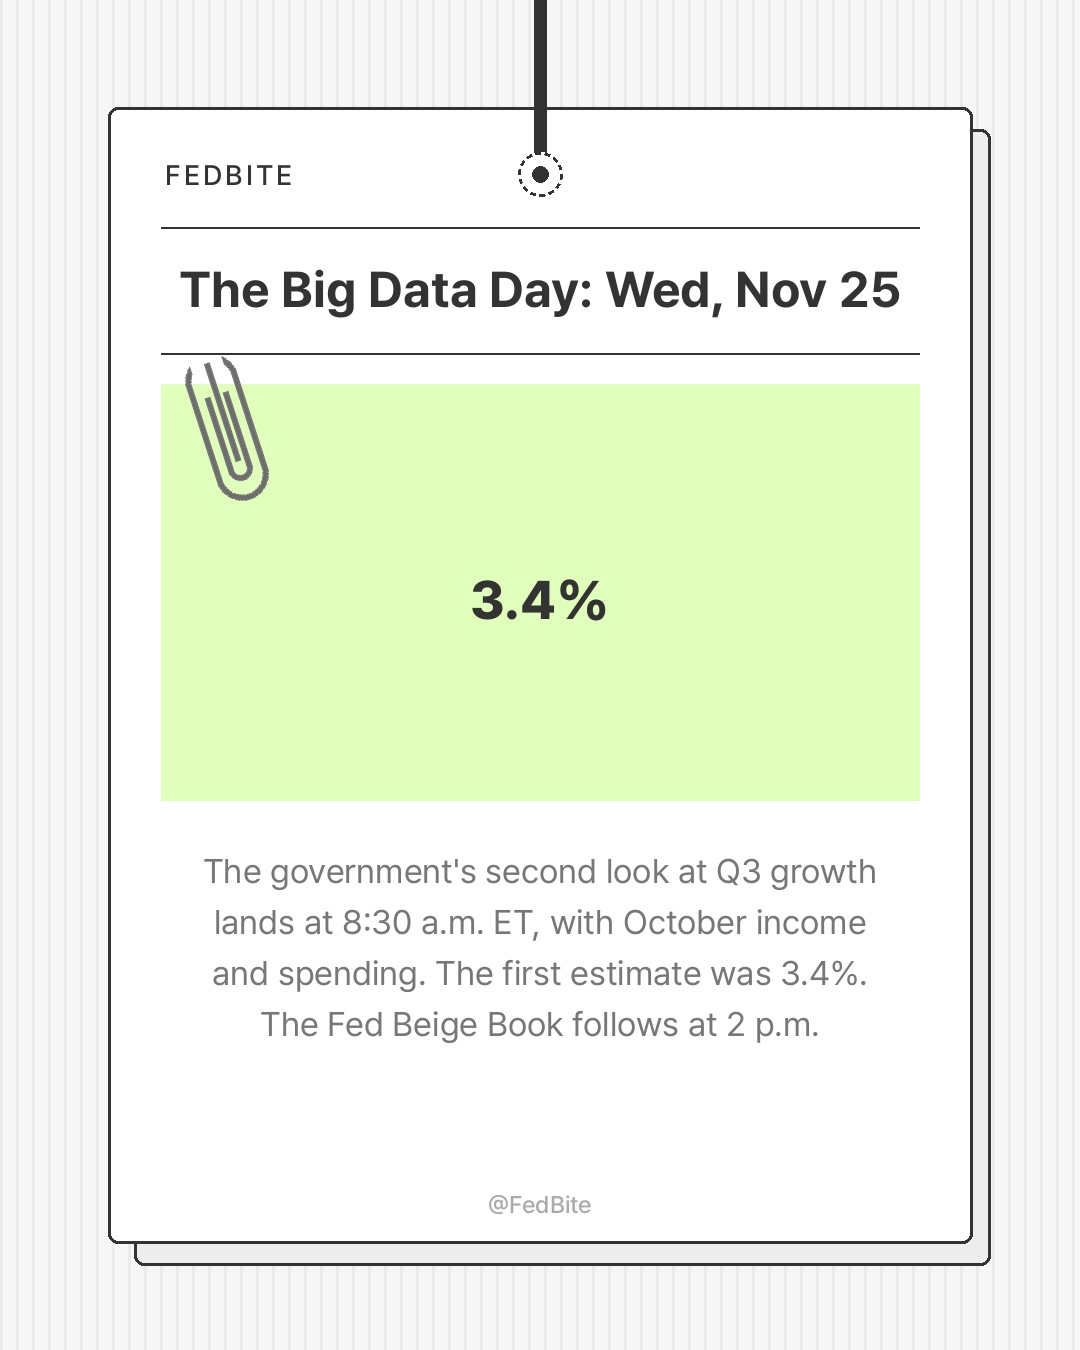 FEDBITE
The Big Data Day: Wed, Nov 25
3.4%
The government's second look at Q3 growth
lands at 8:30 a.m. ET, with October income
and spending. The first estimate was 3.4%.
The Fed Beige Book follows at 2 p.m.
@FedBite